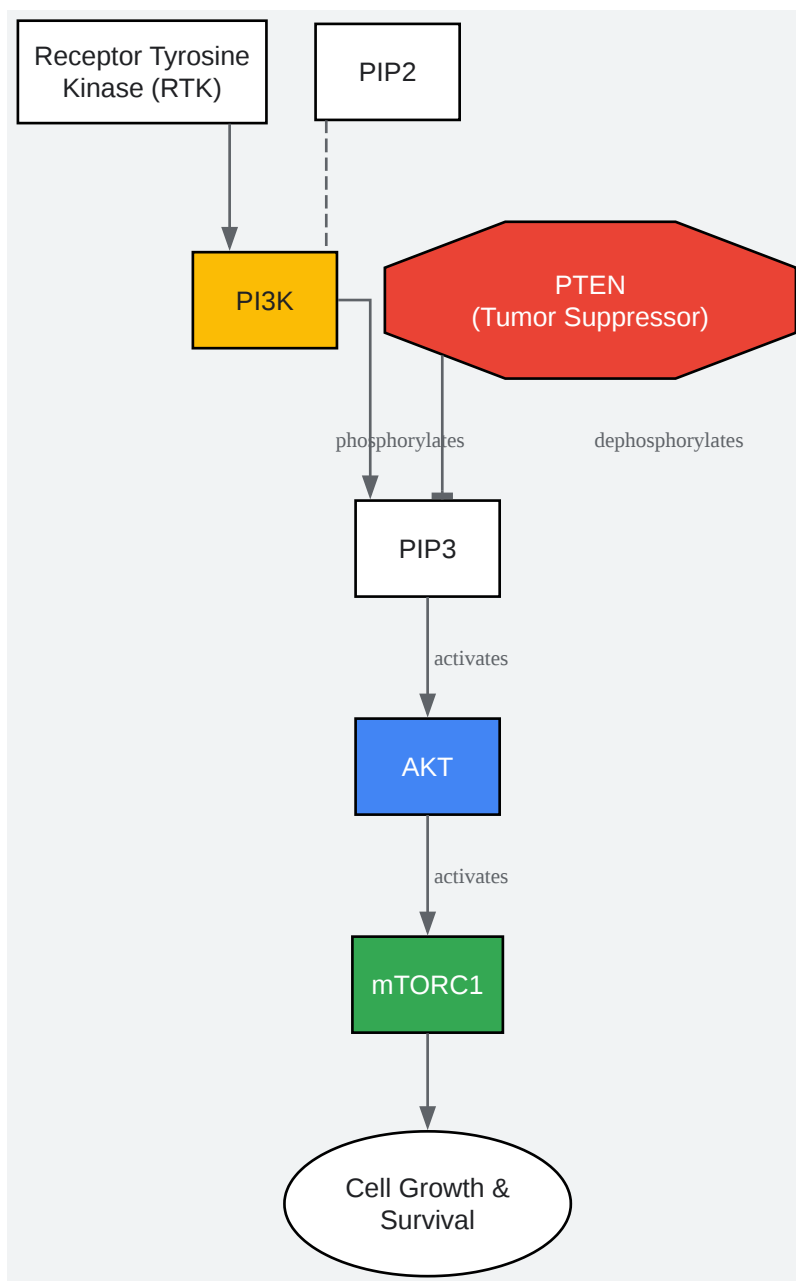 Receptor Tyrosine
Kinase (RTK)
PIP2
PI3K
PTEN
(Tumor Suppressor)
phosphorylates
dephosphorylates
PIP3
activates
AKT
activates
mTORC1
Cell Growth &
Survival